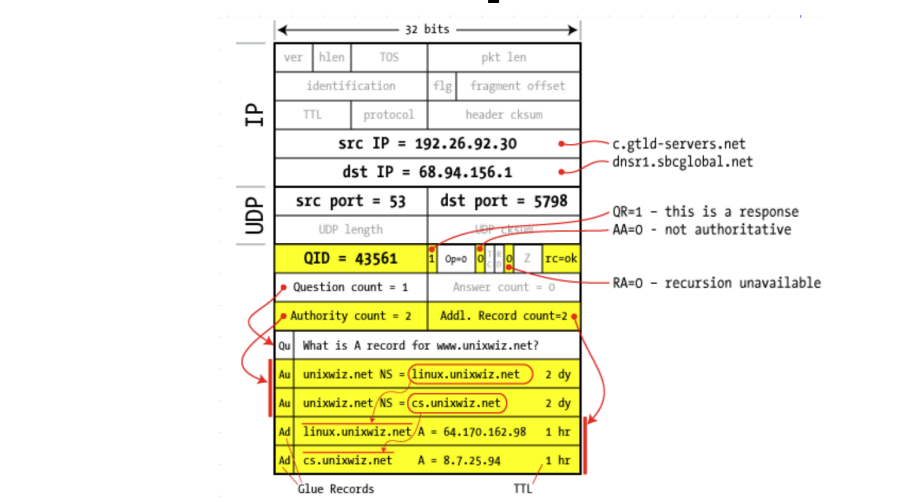 32 bits
ver hlen TOS pkt len
identification flg fragment offset
TTL protocol header cksum
IP
src IP = 192.26.92.30
c.gtld-servers.net
dst IP = 68.94.156.1
dnsr1.sbcglobal.net
UDP
src port = 53 dst port = 5798
QR=1 – this is a response
UDP length UDP cksum
AA=0 - not authoritative
QID = 43561 1 Op=0 0 TC RD 0 Z rc=ok
Question count = 1 Answer count = 0
RA=0 – recursion unavailable
Authority count = 2 Addl. Record count=2
Qu What is A record for www.unixwiz.net?
Au unixwiz.net NS = linux.unixwiz.net 2 dy
Au unixwiz.net NS = cs.unixwiz.net 2 dy
Ad linux.unixwiz.net A = 64.170.162.98 1 hr
Ad cs.unixwiz.net A = 8.7.25.94 1 hr
Glue Records TTL